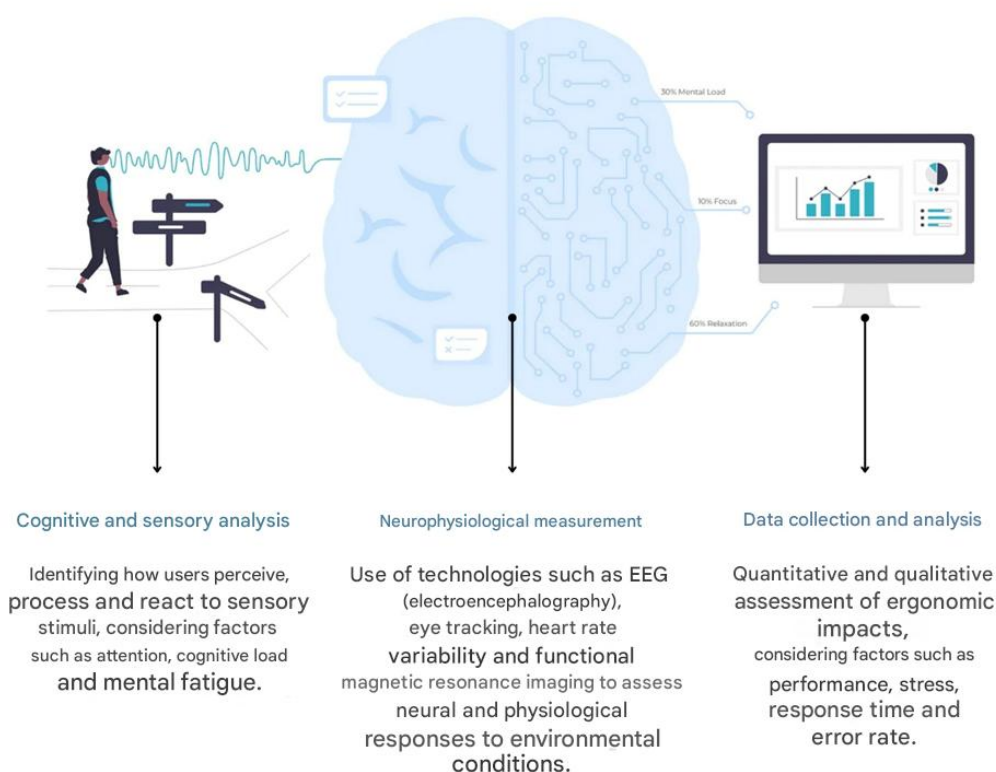 30% Mental Load
10% Focus
60% Relaxation
Cognitive and sensory analysis
Identifying how users perceive,
process and react to sensory
stimuli, considering factors
such as attention, cognitive load
and mental fatigue.
Neurophysiological measurement
Use of technologies such as EEG
(electroencephalography),
eye tracking, heart rate
variability and functional
magnetic resonance imaging to assess
neural and physiological
responses to environmental
conditions.
Data collection and analysis
Quantitative and qualitative
assessment of ergonomic
impacts,
considering factors such as
performance, stress,
response time and
error rate.